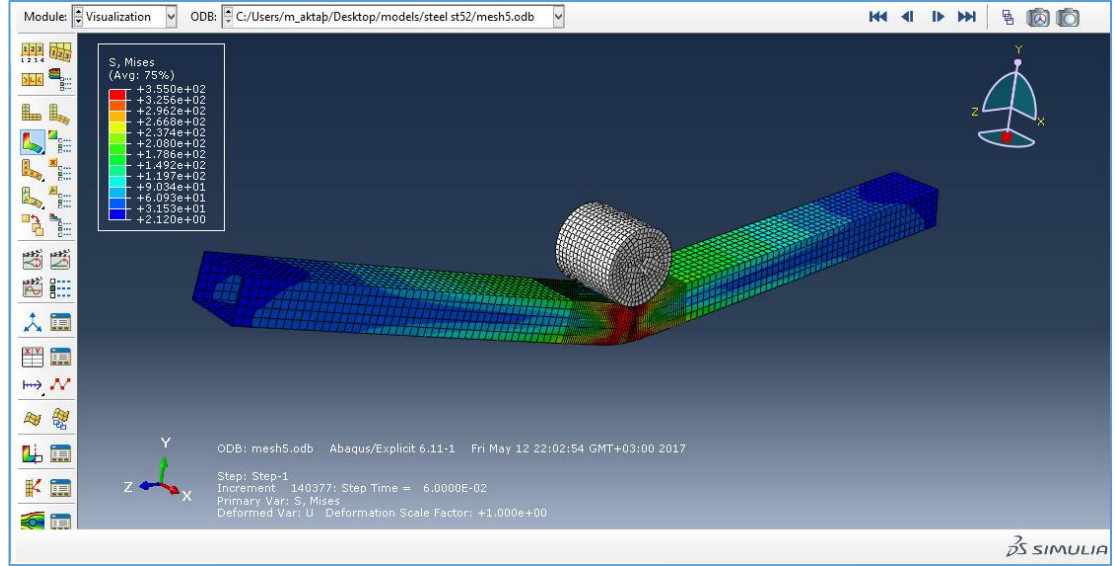 Module: Visualization ODB: C:/Users/m_aktaþ/Desktop/models/steel st52/mesh5.odb
S, Mises
(Avg: 75%)
+3.550e+02
+3.256e+02
+2.962e+02
+2.668e+02
+2.374e+02
+2.080e+02
+1.786e+02
+1.492e+02
+1.197e+02
+9.034e+01
+6.093e+01
+3.153e+01
+2.120e+00
Y
Z X
Y
Z X
ODB: mesh5.odb Abaqus/Explicit 6.11-1 Fri May 12 22:02:54 GMT+03:00 2017
Step: Step-1
Increment 140377: Step Time = 6.0000E-02
Primary Var: S, Mises
Deformed Var: U Deformation Scale Factor: +1.000e+00
SIMULIA